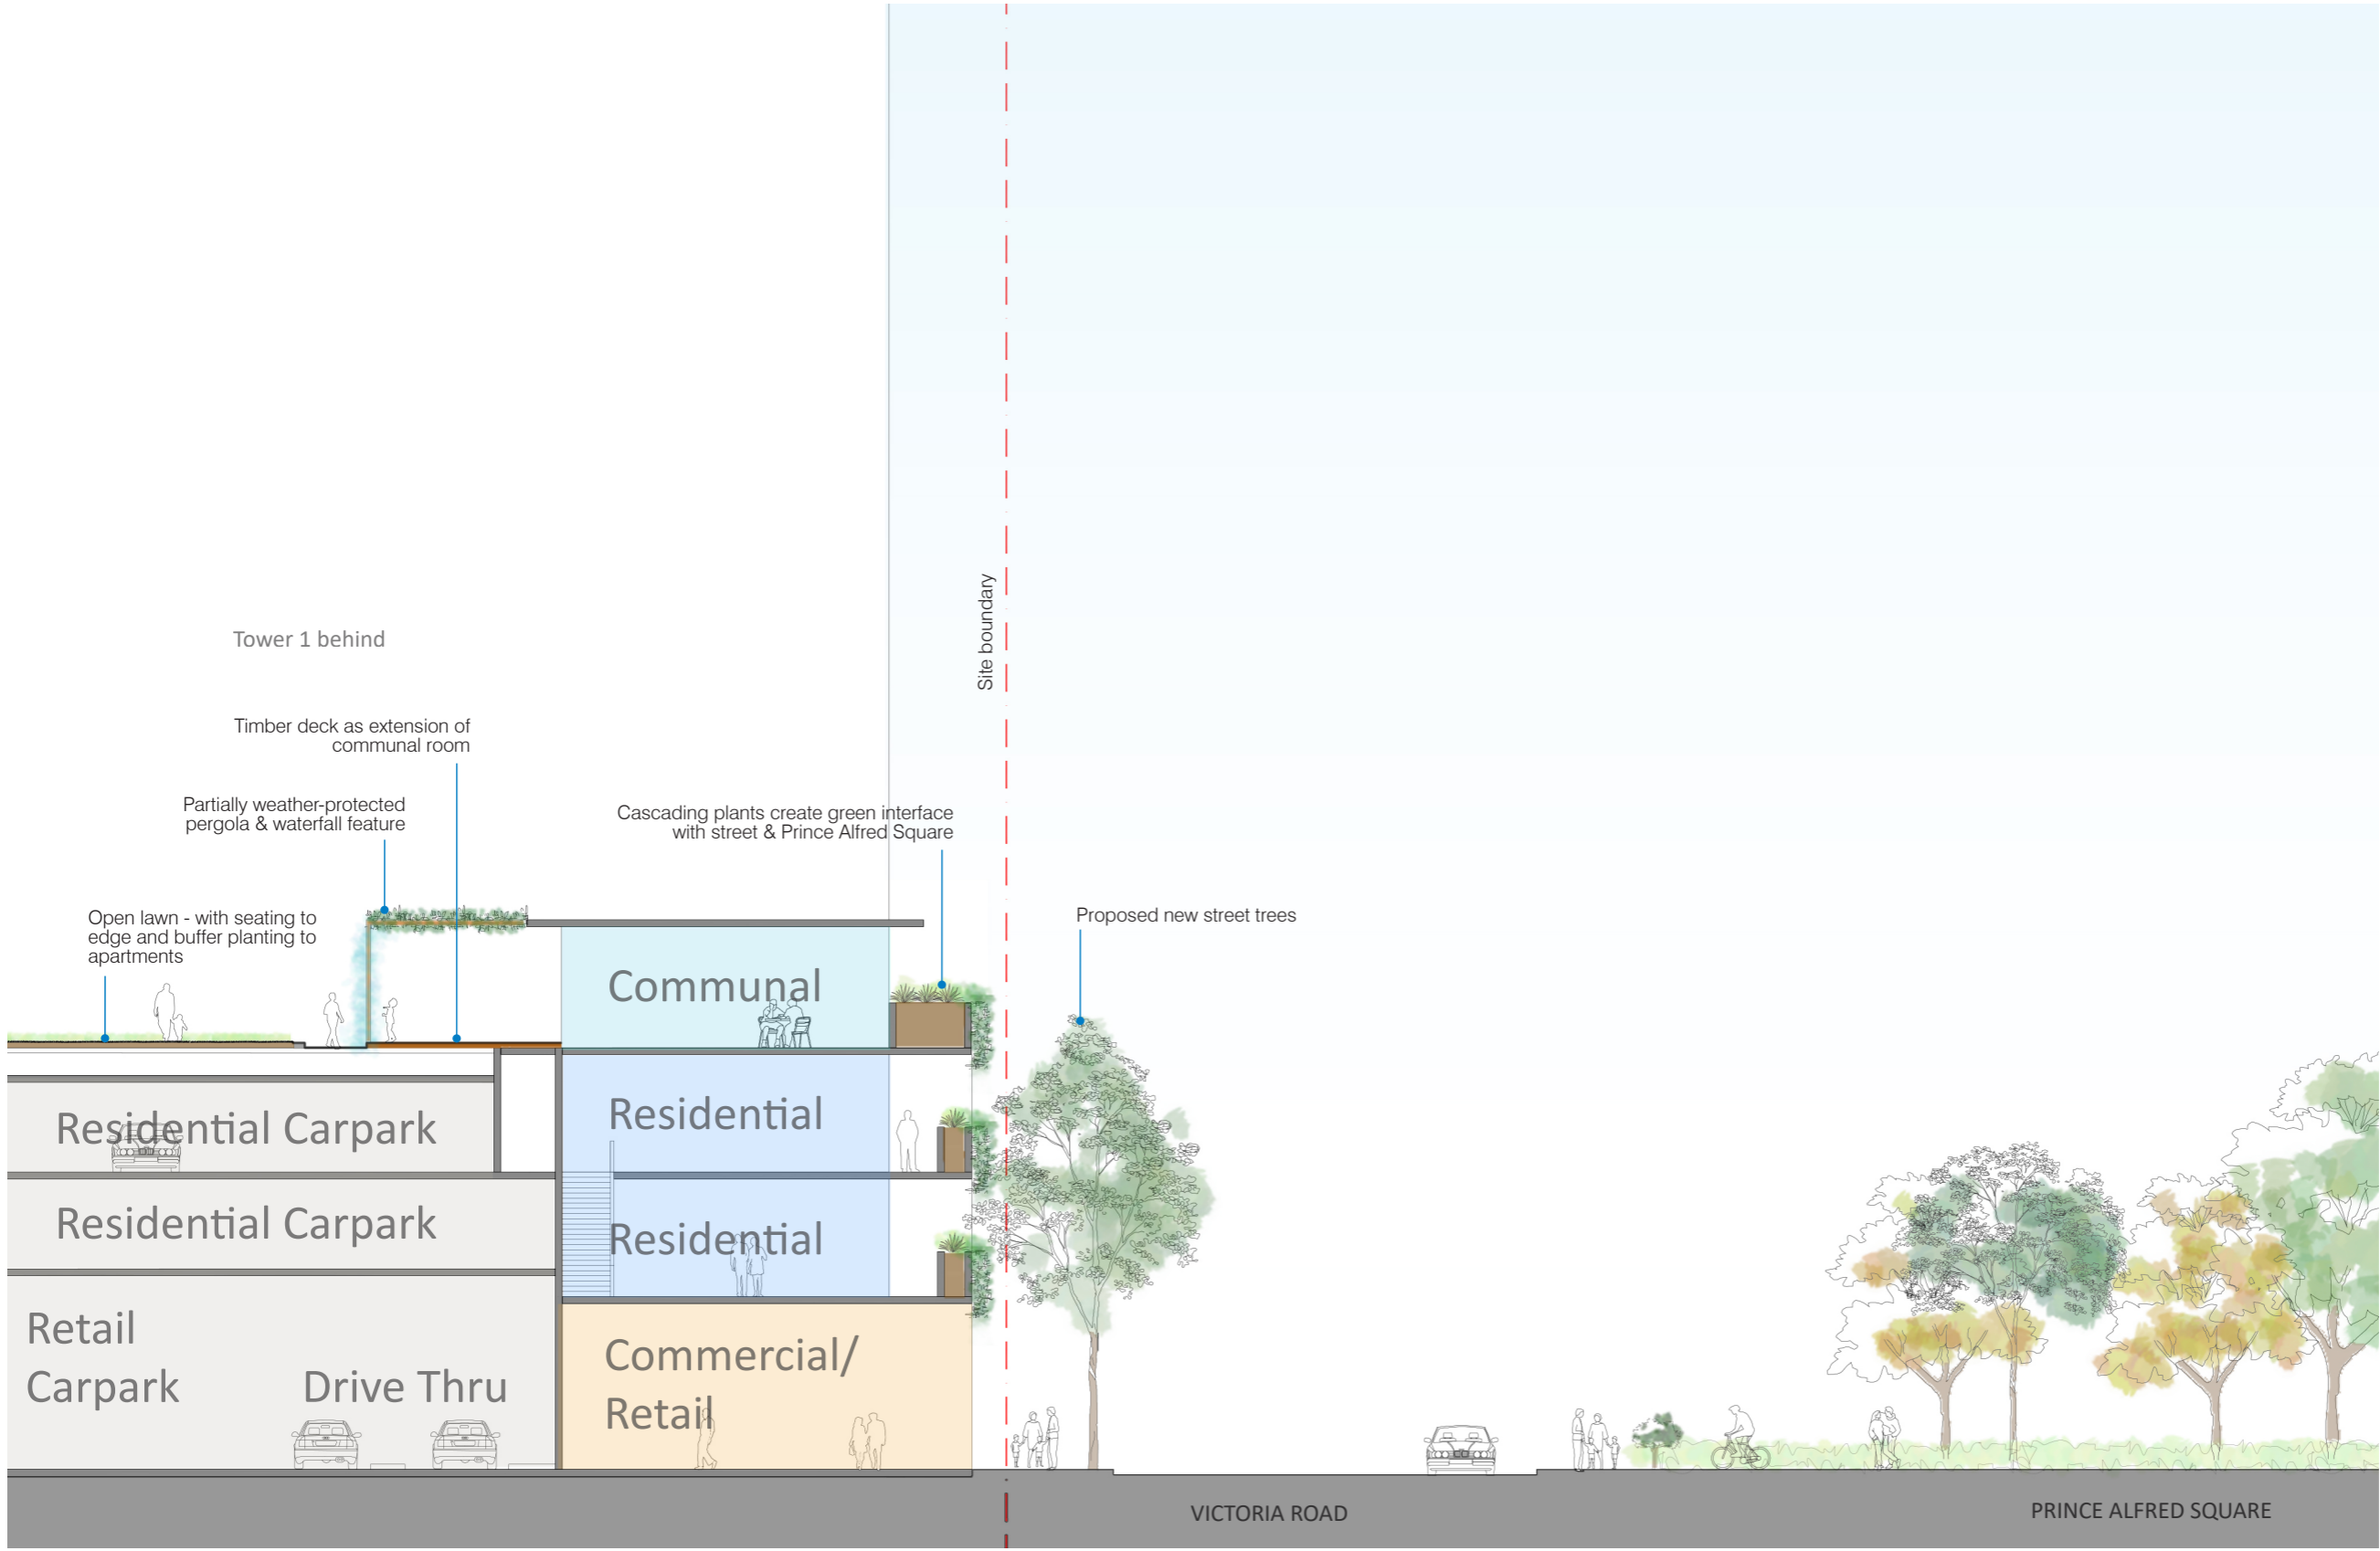 Site boundary
Tower 1 behind
Timber deck as extension of
communal room
Partially weather-protected
pergola & waterfall feature
Cascading plants create green interface
with street & Prince Alfred Square
Open lawn - with seating to
edge and buffer planting to
apartments
Proposed new street trees
Communal
Residential Carpark
Residential
Residential Carpark
Residential
Retail
Carpark
Drive Thru
Commercial/
Retail
VICTORIA ROAD
PRINCE ALFRED SQUARE